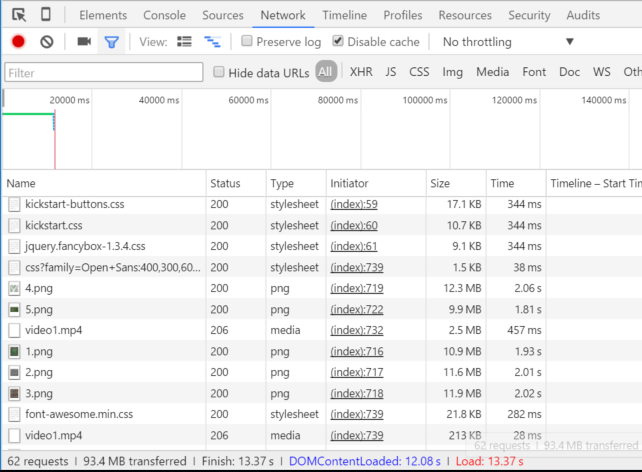 Elements Console Sources Network Timeline Profiles Resources Security Audits
View: Preserve log Disable cache No throttling
Filter Hide data URLs All XHR JS CSS Img Media Font Doc WS Oth
20000 ms 40000 ms 60000 ms 80000 ms 100000 ms 120000 ms 140000 ms
Name Status Type Initiator Size Time Timeline – Start Tim
kickstart-buttons.css 200 stylesheet (index):59 17.1 KB 344 ms
kickstart.css 200 stylesheet (index):60 10.7 KB 344 ms
jquery.fancybox-1.3.4.css 200 stylesheet (index):61 9.1 KB 344 ms
css?family=Open+Sans:400,300,60... 200 stylesheet (index):739 1.5 KB 38 ms
4.png 200 png (index):719 12.3 MB 2.06 s
5.png 200 png (index):722 9.9 MB 1.81 s
video1.mp4 206 media (index):732 2.5 MB 457 ms
1.png 200 png (index):716 10.9 MB 1.93 s
2.png 200 png (index):717 11.6 MB 2.01 s
3.png 200 png (index):718 11.9 MB 2.02 s
font-awesome.min.css 200 stylesheet (index):739 21.8 KB 282 ms
video1.mp4 206 media (index):739 213 KB 28 ms
62 requests | 93.4 MB transferred
62 requests | 93.4 MB transferred | Finish: 13.37 s | DOMContentLoaded: 12.08 s | Load: 13.37 s